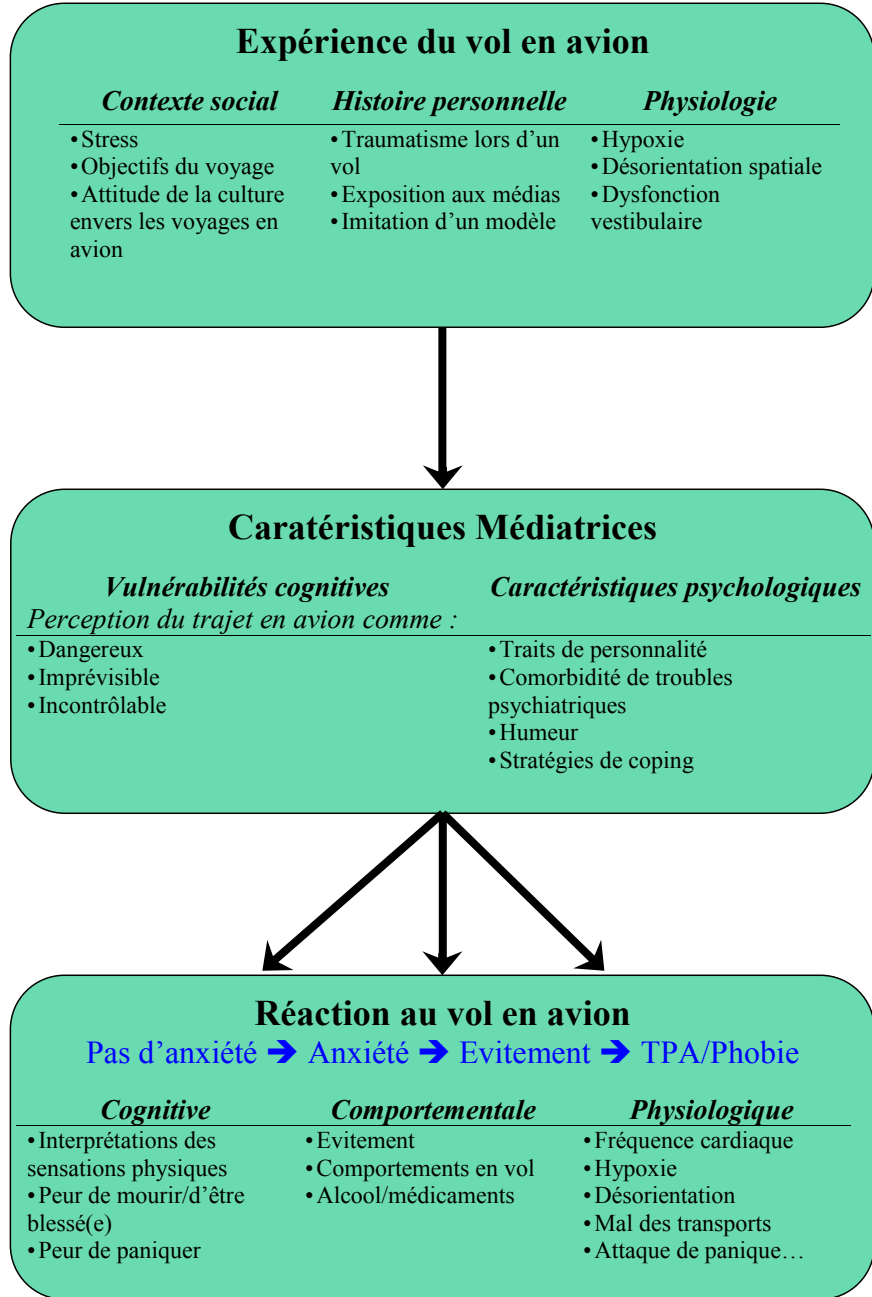 Expérience du vol en avion
Contexte social
• Stress
• Objectifs du voyage
• Attitude de la culture
envers les voyages en
avion
Histoire personnelle
• Traumatisme lors d’un
vol
• Exposition aux médias
• Imitation d’un modèle
Physiologie
• Hypoxie
• Désorientation spatiale
• Dysfonction
vestibulaire
Caratéristiques Médiatrices
Vulnérabilités cognitives
Perception du trajet en avion comme :
• Dangereux
• Imprévisible
• Incontrôlable
Caractéristiques psychologiques
• Traits de personnalité
• Comorbidité de troubles
psychiatriques
• Humeur
• Stratégies de coping
Réaction au vol en avion
Pas d’anxiété ➔ Anxiété ➔ Evitement ➔ TPA/Phobie
Cognitive
• Interprétations des
sensations physiques
• Peur de mourir/d’être
blessé(e)
• Peur de paniquer
Comportementale
• Evitement
• Comportements en vol
• Alcool/médicaments
Physiologique
• Fréquence cardiaque
• Hypoxie
• Désorientation
• Mal des transports
• Attaque de panique…